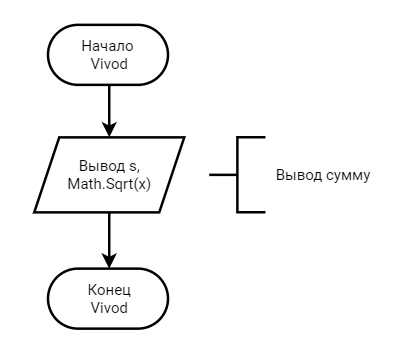 Начало
Vivod
Вывод s,
Math.Sqrt(x)
Вывод сумму
Конец
Vivod